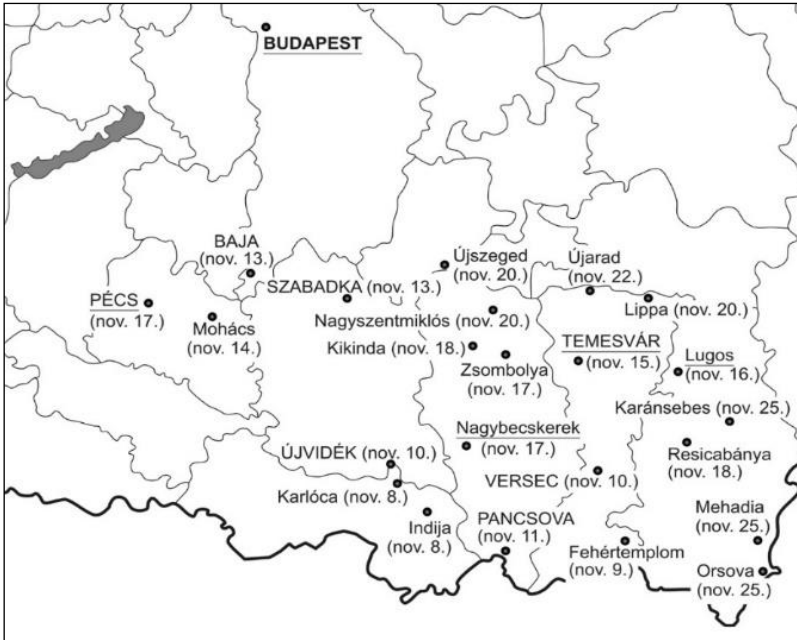 BUDAPEST
BAJA
(nov. 13.)
Újszeged
(nov. 20.)
Újarad
(nov. 22.)
SZABADKA (nov. 13.)
PÉCS
(nov. 17.)
Lippa (nov. 20.)
Mohács
(nov. 14.)
Nagyszentmiklós (nov. 20.)
Kikinda (nov. 18.)
TEMESVÁR
(nov. 15.)
Zsombolya
(nov. 17.)
Lugos
(nov. 16.)
Karánsebes (nov. 25.)
Nagybecskerek
(nov. 17.)
Resicabánya
(nov. 18.)
ÚJVIDÉK (nov. 10.)
VERSEC (nov. 10.)
Karlóca (nov. 8.)
Indija
(nov. 8.)
PANCSOVA
(nov. 11.)
Mehadia
(nov. 25.)
Fehértemplom
(nov. 9.)
Orsova
(nov. 25.)